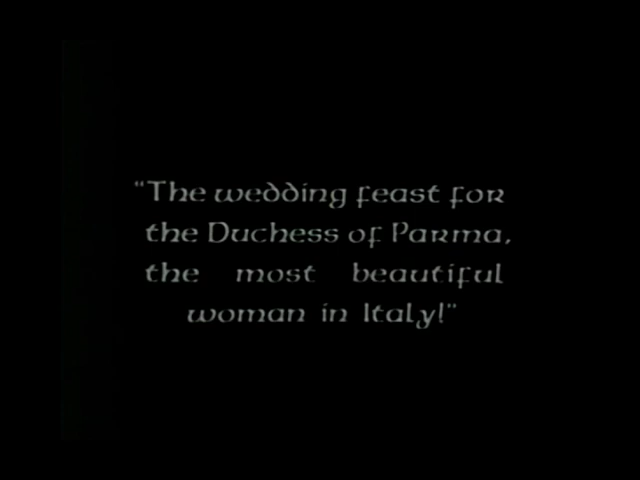 "The wedding feast for
the Duchess of Parma,
the most beautiful
woman in Italy!"